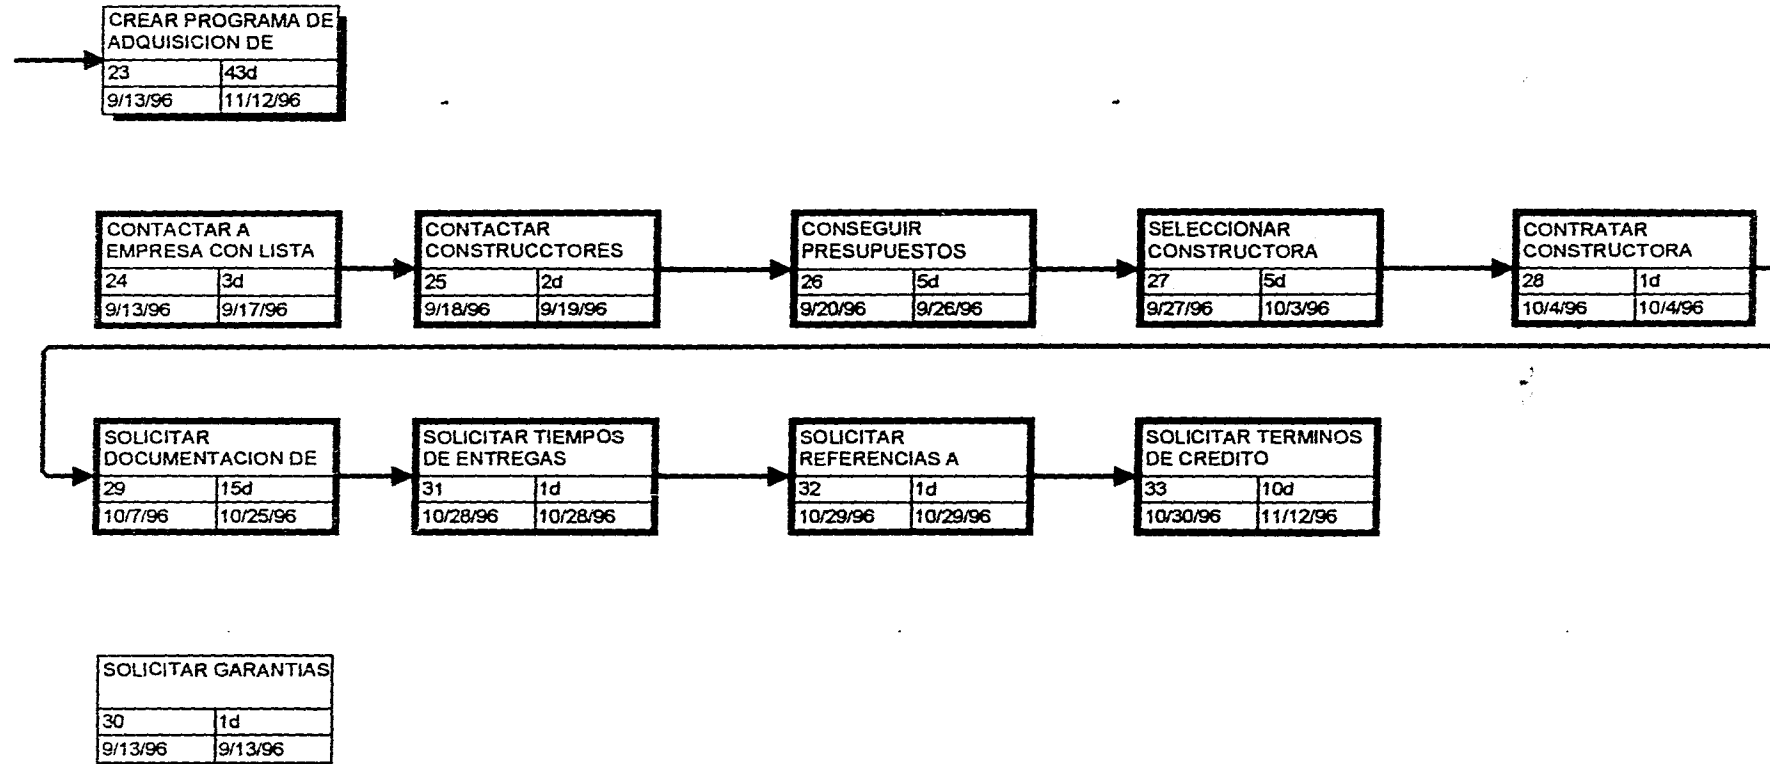 CREAR PROGRAMA DE
ADQUISICION DE
23 43d
9/13/96 11/12/96
CONTACTAR A
EMPRESA CON LISTA
24 3d
9/13/96 9/17/96
CONTACTAR
CONSTRUCCTORES
25 2d
9/18/96 9/19/96
CONSEGUIR
PRESUPUESTOS
26 5d
9/20/96 9/26/96
SELECCIONAR
CONSTRUCTORA
27 5d
9/27/96 10/3/96
CONTRATAR
CONSTRUCTORA
28 1d
10/4/96 10/4/96
SOLICITAR
DOCUMENTACION DE
29 15d
10/7/96 10/25/96
SOLICITAR TIEMPOS
DE ENTREGAS
31 1d
10/28/96 10/28/96
SOLICITAR
REFERENCIAS A
32 1d
10/29/96 10/29/96
SOLICITAR TERMINOS
DE CREDITO
33 10d
10/30/96 11/12/96
SOLICITAR GARANTIAS
30 1d
9/13/96 9/13/96